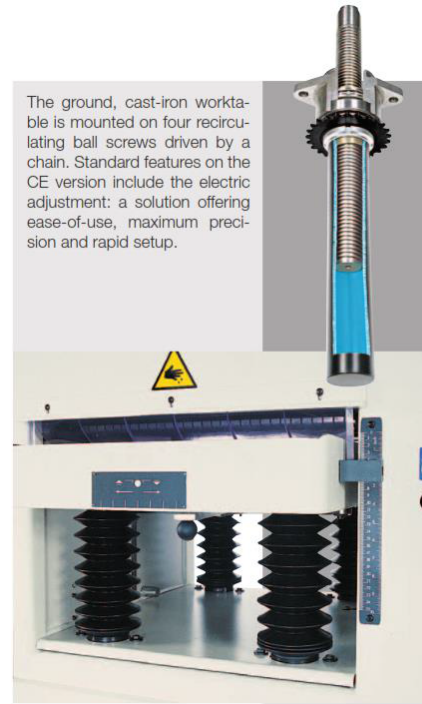 The ground, cast-iron workta-
ble is mounted on four recircu-
lating ball screws driven by a
chain. Standard features on the
CE version include the electric
adjustment: a solution offering
ease-of-use, maximum preci-
sion and rapid setup.